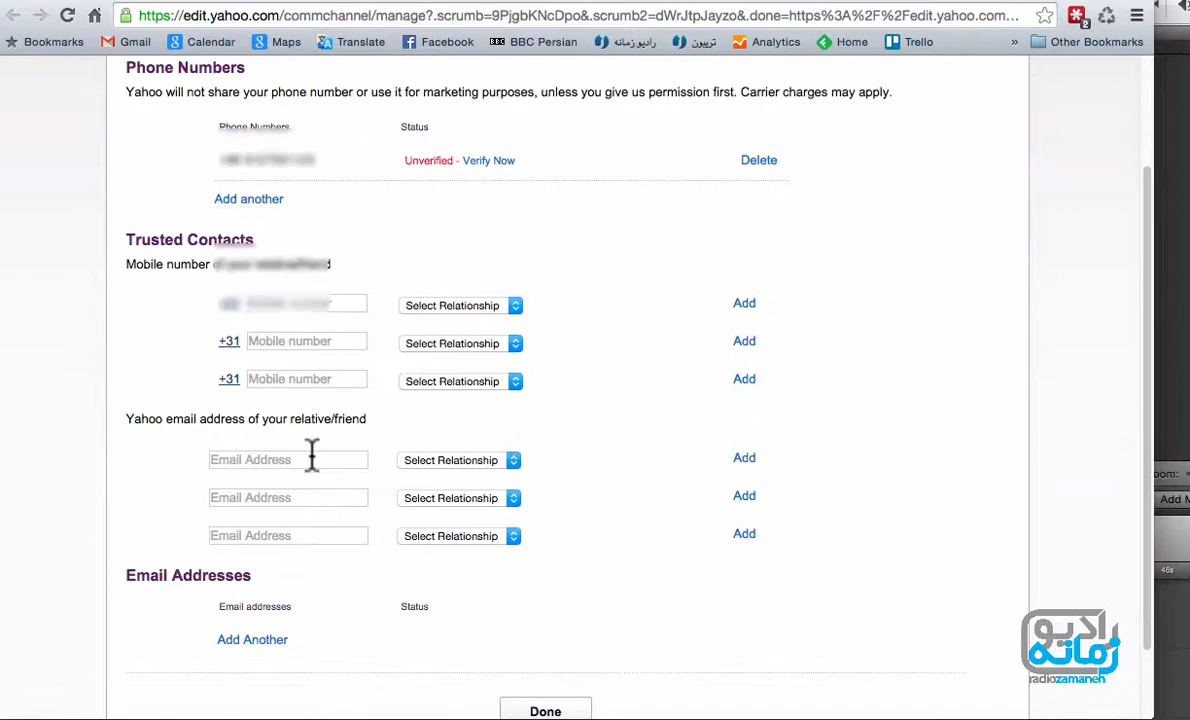 https://edit.yahoo.com/commchannel/manage?.scrumb=9PjgbKNcDpo&.scrumb2=dWrJtpJayzo&.done=https%3A%2F%2Fedit.yahoo.com...
2
Bookmarks Gmail Calendar Maps Translate Facebook BBC Persian رادیو زمانه تریبون Analytics Home Trello » Other Bookmarks
Phone Numbers
Yahoo will not share your phone number or use it for marketing purposes, unless you give us permission first. Carrier charges may apply.
Phone Numbers Status
Unverified - Verify Now Delete
Add another
Trusted Contacts
Mobile number
Select Relationship Add
+31 Mobile number Select Relationship Add
+31 Mobile number Select Relationship Add
Yahoo email address of your relative/friend
Email Address Select Relationship Add
Email Address Select Relationship Add
Email Address Select Relationship Add
oom:
Add M
46s
Email Addresses
Email addresses Status
Add Another
Done
رادیو
زمانه
radiozamaneh